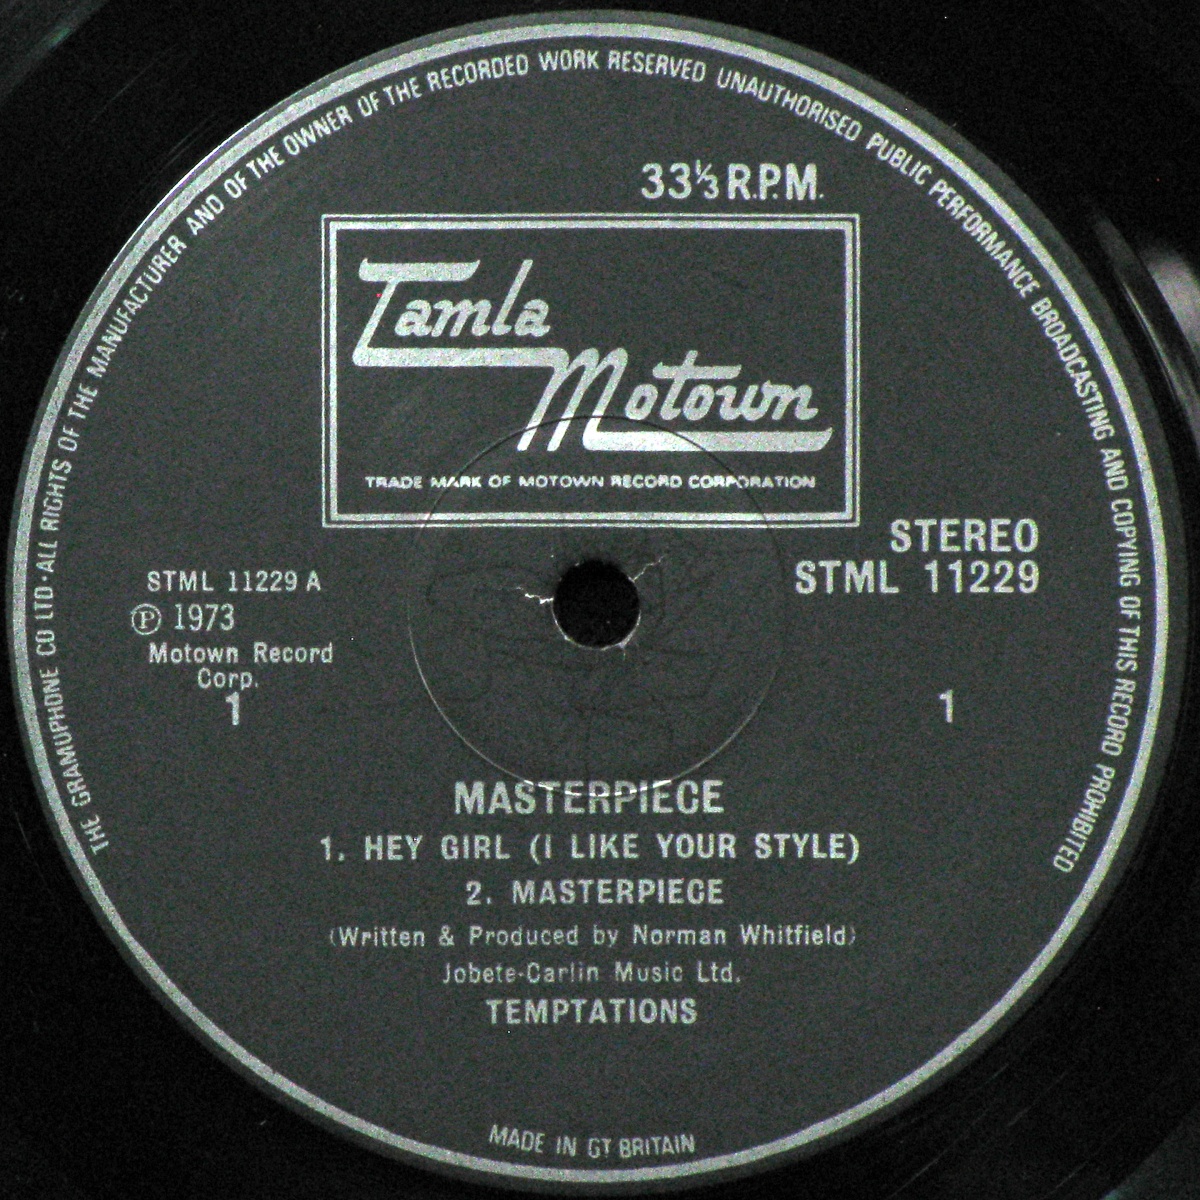 THE GRAMOPHONE CO LTD · ALL RIGHTS OF THE MANUFACTURER AND OF THE OWNER OF THE RECORDED WORK RESERVED UNAUTHORISED PUBLIC PERFORMANCE BROADCASTING AND COPYING OF THIS RECORD PROHIBITED
33⅓ R.P.M.
Tamla
Motown
TRADE MARK OF MOTOWN RECORD CORPORATION
STEREO
STML 11229
STML 11229 A
Ⓟ 1973
Motown Record
Corp.
1
1
MASTERPIECE
1. HEY GIRL (I LIKE YOUR STYLE)
2. MASTERPIECE
(Written & Produced by Norman Whitfield)
Jobete-Carlin Music Ltd.
TEMPTATIONS
MADE IN GT BRITAIN